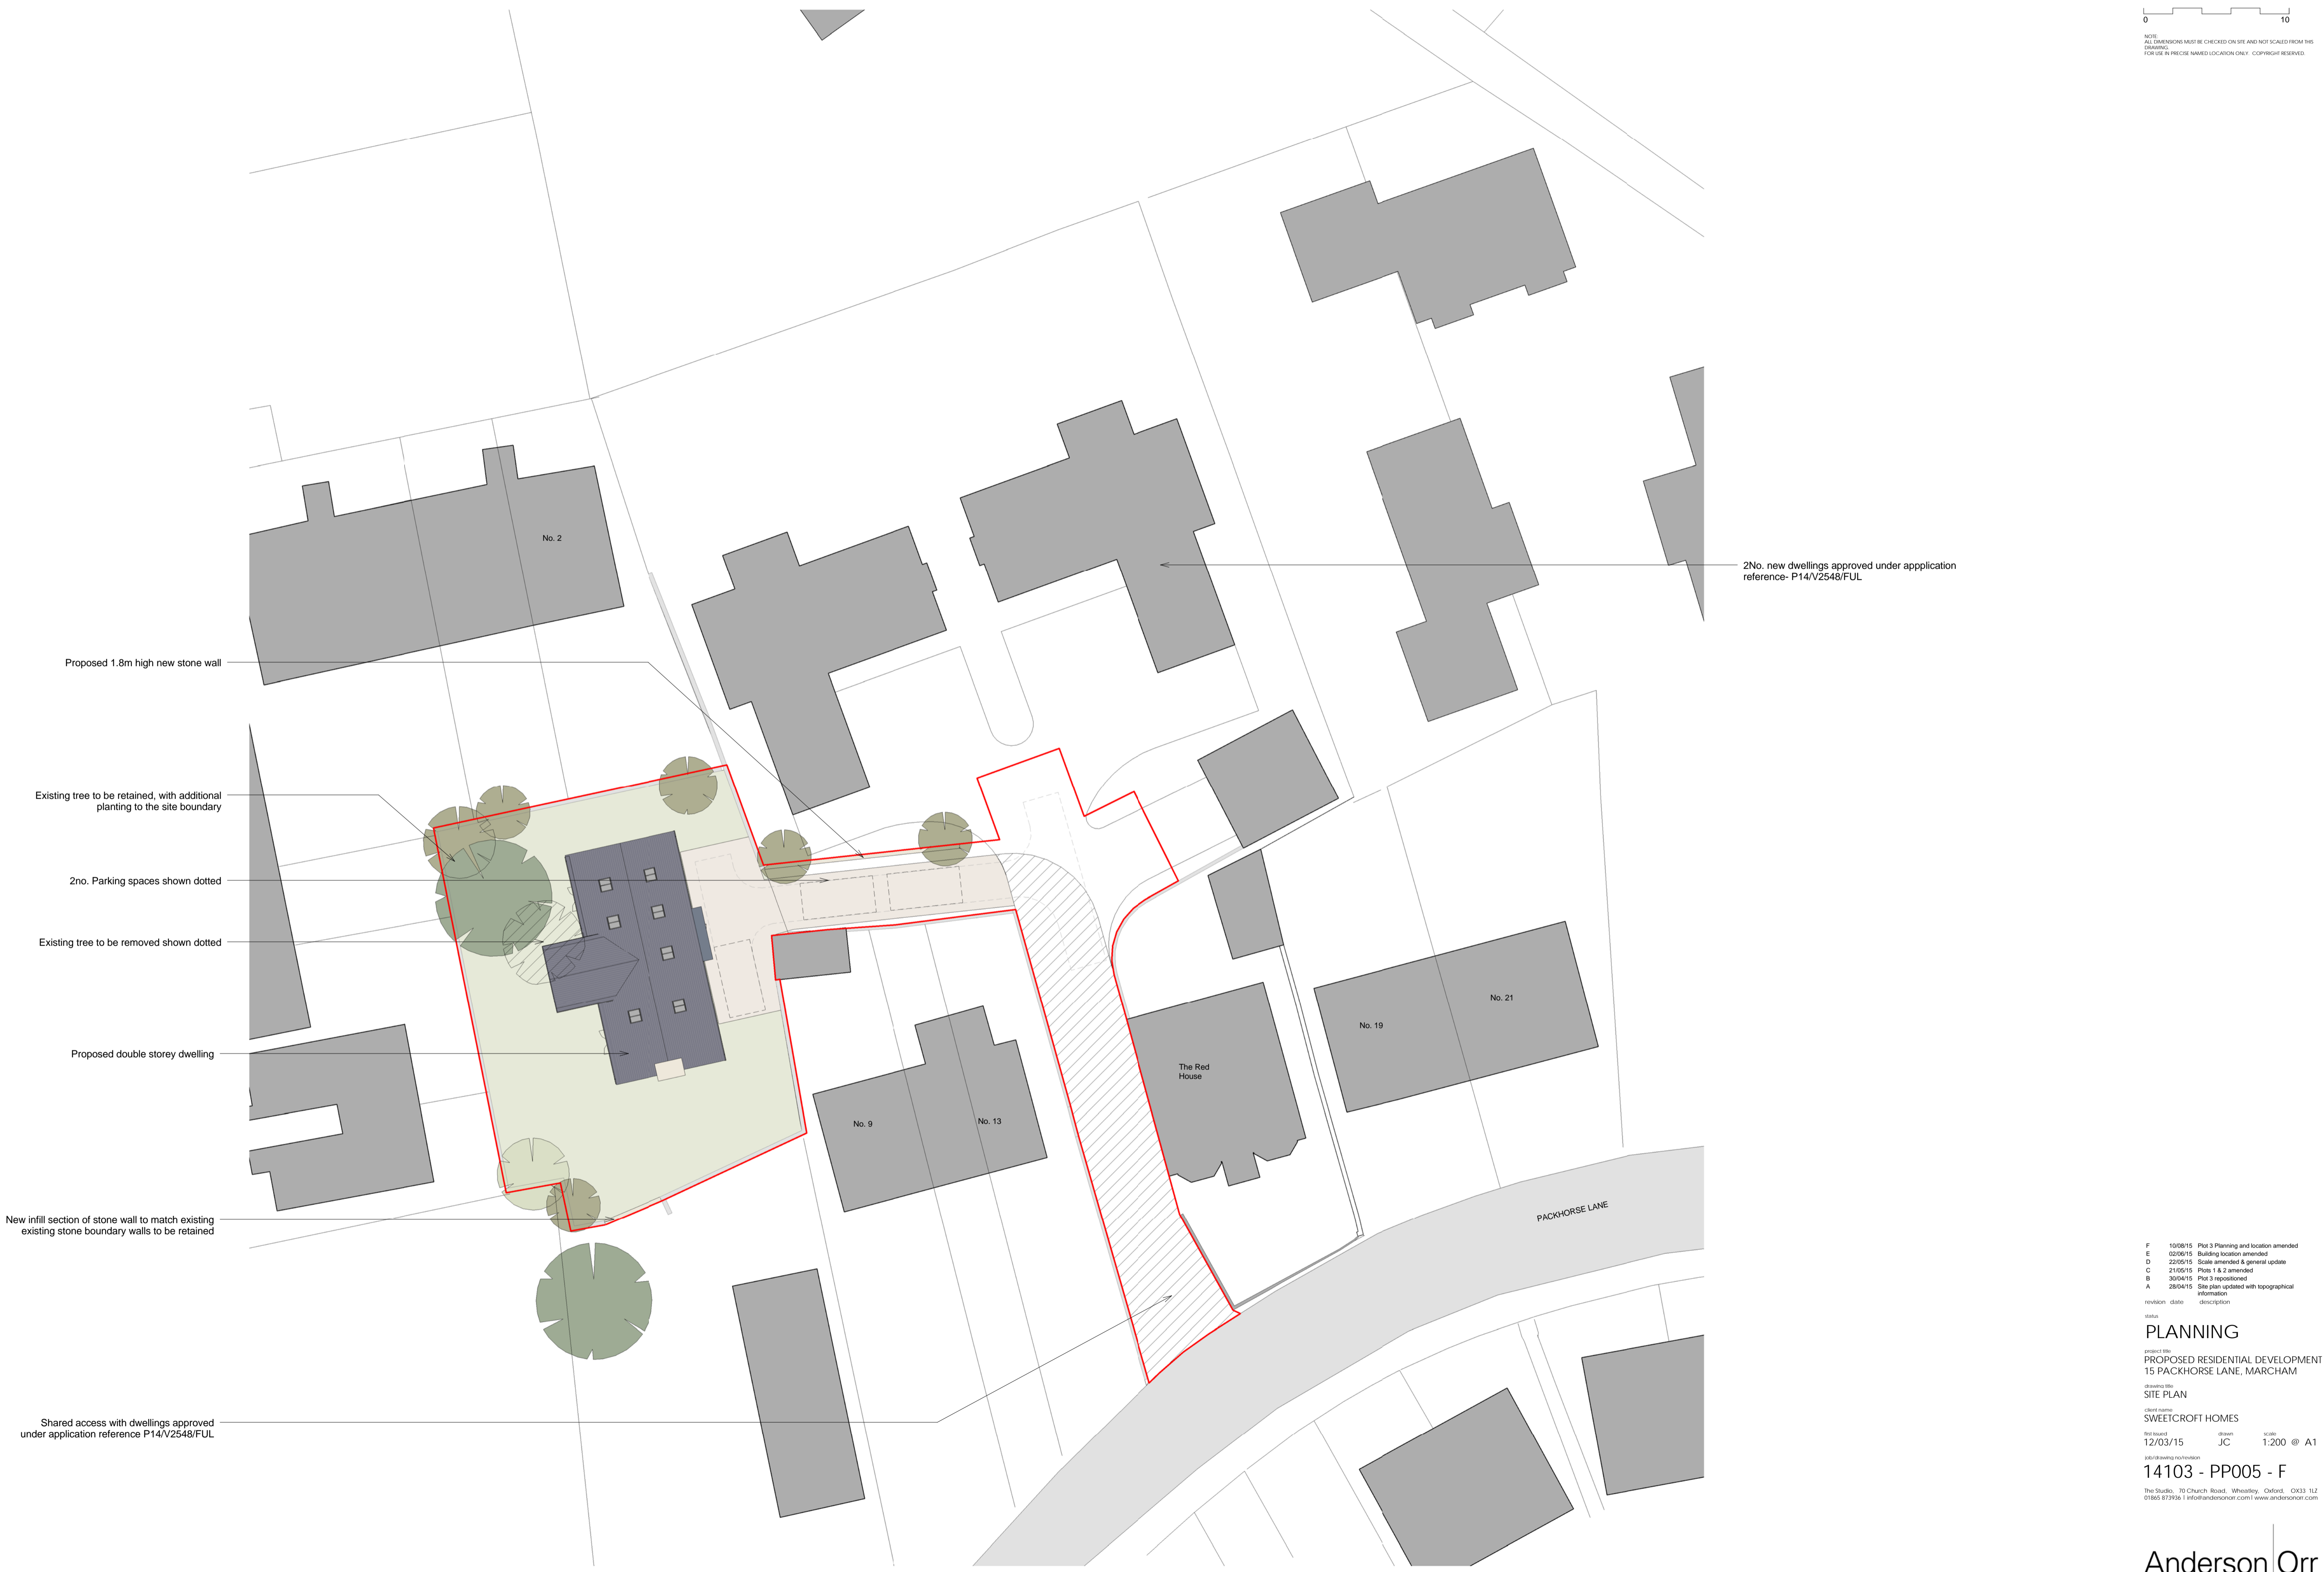 0 10
NOTE
ALL DIMENSIONS MUST BE CHECKED ON SITE AND NOT SCALED FROM THIS
DRAWING.
FOR USE IN PRECISE NAMED LOCATION ONLY. COPYRIGHT RESERVED.
No. 2
2No. new dwellings approved under appplication
reference- P14/V2548/FUL
Proposed 1.8m high new stone wall
Existing tree to be retained, with additional
planting to the site boundary
2no. Parking spaces shown dotted
Existing tree to be removed shown dotted
Proposed double storey dwelling
New infill section of stone wall to match existing
existing stone boundary walls to be retained
Shared access with dwellings approved
under application reference P14/V2548/FUL
No. 9
No. 13
The Red
House
No. 19
No. 21
PACKHORSE LANE
F 10/08/15 Plot 3 Planning and location amended
E 02/06/15 Building location amended
D 22/05/15 Scale amended & general update
C 21/05/15 Plots 1 & 2 amended
B 30/04/15 Plot 3 repositioned
A 28/04/15 Site plan updated with topographical
information
revision date description
status
PLANNING
project title
PROPOSED RESIDENTIAL DEVELOPMENT
15 PACKHORSE LANE, MARCHAM
drawing title
SITE PLAN
client name
SWEETCROFT HOMES
first issued drawn scale
12/03/15 JC 1:200 @ A1
job/drawing no/revision
14103 - PP005 - F
The Studio, 70 Church Road, Wheatley, Oxford, OX33 1LZ
01865 873936 | info@andersonorr.com | www.andersonorr.com
Anderson Orr